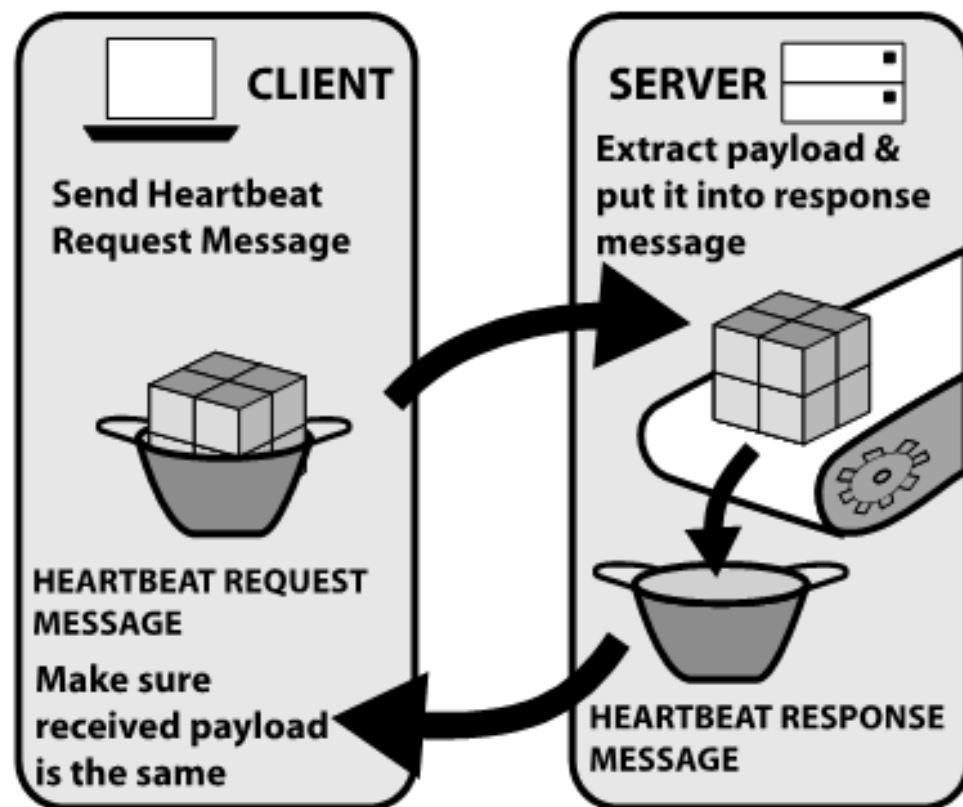 CLIENT
Send Heartbeat
Request Message
HEARTBEAT REQUEST
MESSAGE
Make sure
received payload
is the same
SERVER
Extract payload &
put it into response
message
HEARTBEAT RESPONSE
MESSAGE